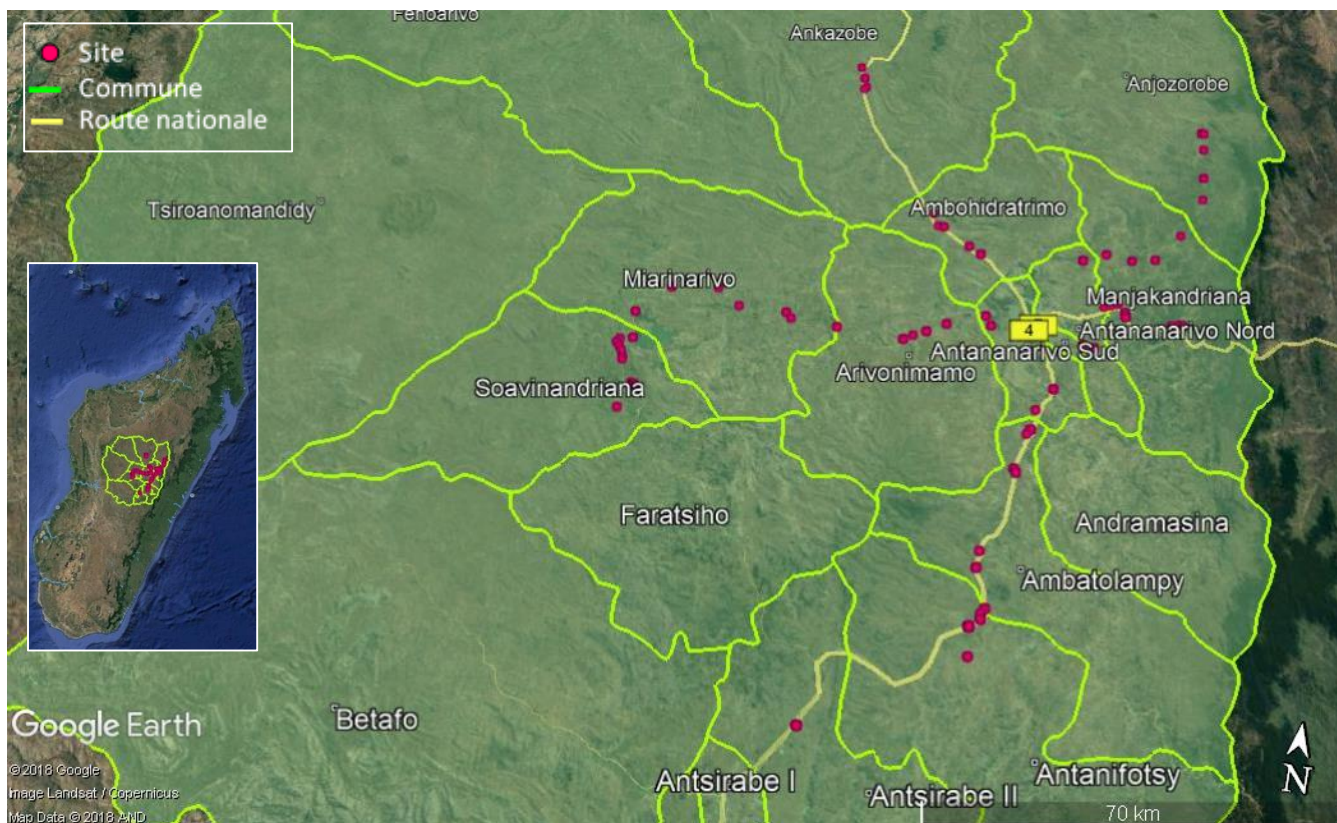 Fenoarivo
Site
Commune
Route nationale
Ankazobe
Anjozorobe
Tsiroanomandidy
Ambohidratrimo
Miarinarivo
Manjakandriana
4
Antananarivo Nord
Antananarivo Sud
Arivonimamo
Soavinandriana
Faratsiho
Andramasina
Ambatolampy
Betafo
Google Earth
©2018 Google
Image Landsat / Copernicus
Map Data © 2018 AND
Antsirabe I
Antsirabe II
Antanifotsy
70 km
N